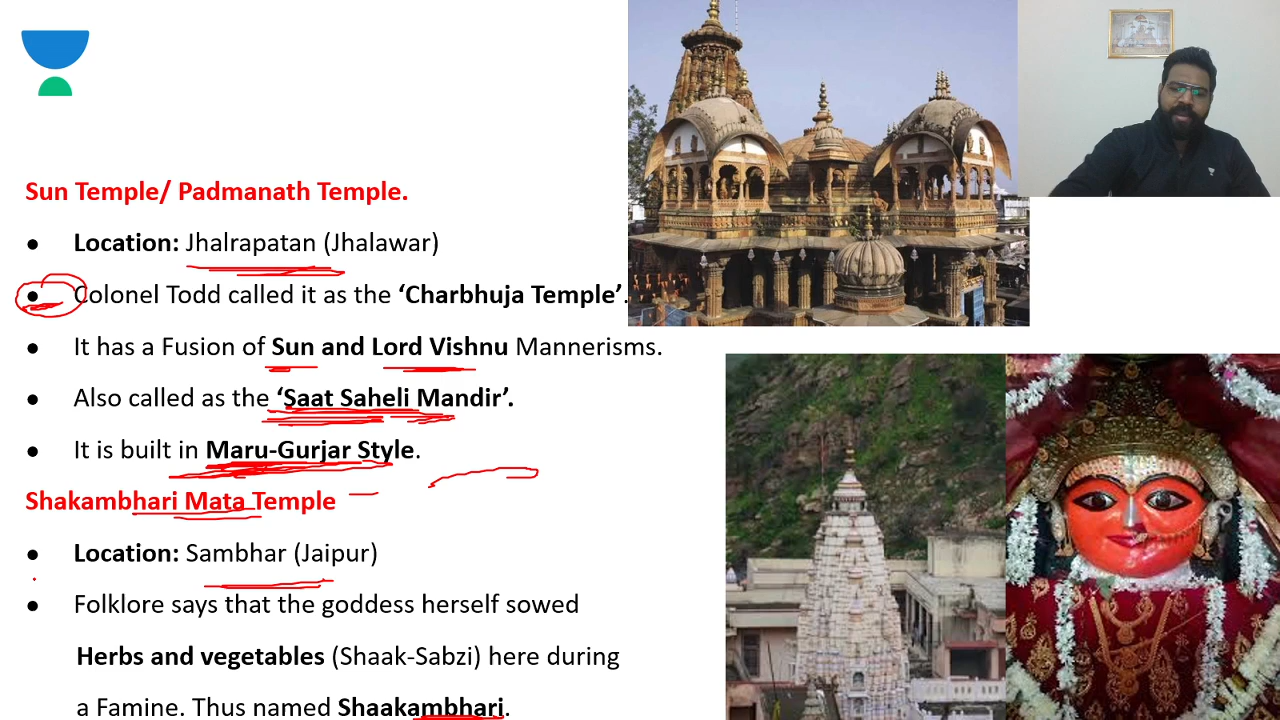 Sun Temple/ Padmanath Temple.
● Location: Jhalrapatan (Jhalawar)
● Colonel Todd called it as the ‘Charbhuja Temple’.
● It has a Fusion of Sun and Lord Vishnu Mannerisms.
● Also called as the ‘Saat Saheli Mandir’.
● It is built in Maru-Gurjar Style.
Shakambhari Mata Temple
● Location: Sambhar (Jaipur)
● Folklore says that the goddess herself sowed
Herbs and vegetables (Shaak-Sabzi) here during
a Famine. Thus named Shaakambhari.